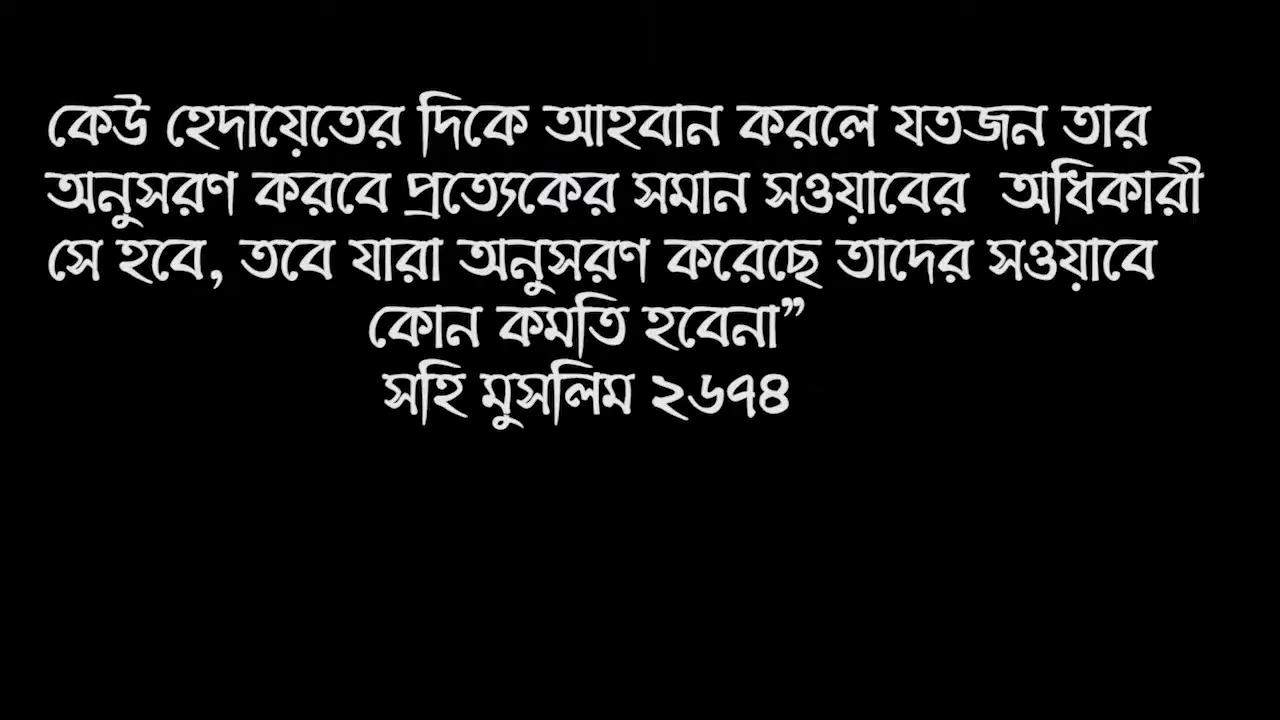 কেউ হেদায়েতের দিকে আহবান করলে যতজন তার
অনুসরণ করবে প্রত্যেকের সমান সওয়াবের অধিকারী
সে হবে, তবে যারা অনুসরণ করেছে তাদের সওয়াবে
কোন কমতি হবেনা”
সহি মুসলিম ২৬৭৪